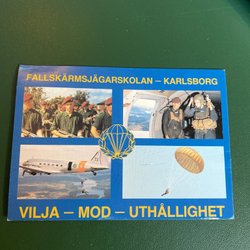 FALLSKÄRMSJÄGARSKOLAN – KARLSBORG
VILJA – MOD – UTHÅLLIGHET